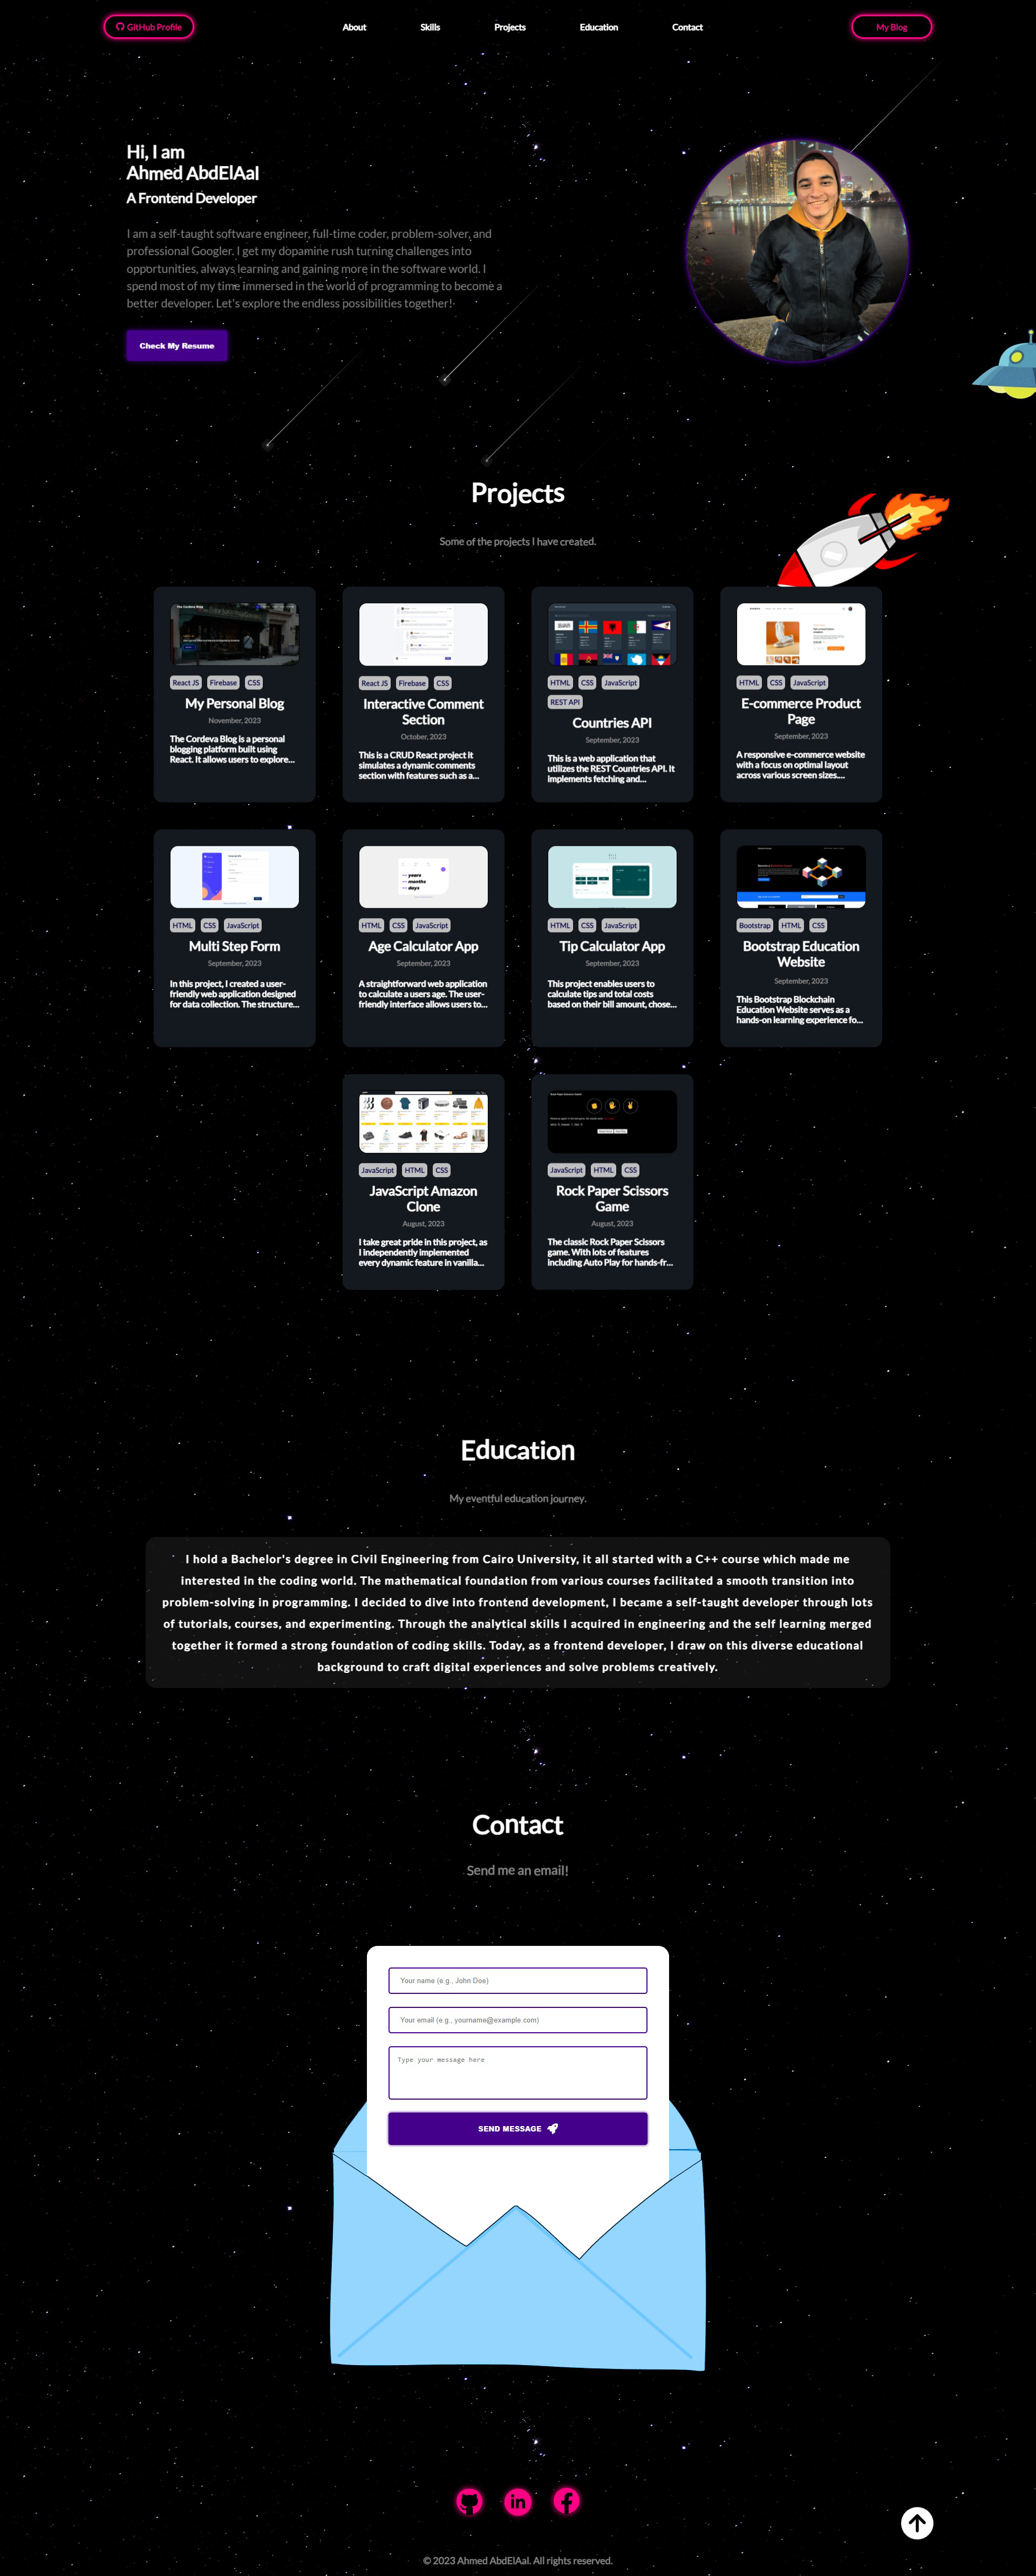 GitHub Profile
About
Skills
Projects
Education
Contact
My Blog
Hi, I am
Ahmed AbdElAal
A Frontend Developer
I am a self-taught software engineer, full-time coder, problem-solver, and
professional Googler. I get my dopamine rush turning challenges into
opportunities, always learning and gaining more in the software world. I
spend most of my time immersed in the world of programming to become a
better developer. Let's explore the endless possibilities together!
Check My Resume
Projects
Some of the projects I have created.
The Cordeva Blog
React JS Firebase CSS
My Personal Blog
November, 2023
The Cordeva Blog is a personal
blogging platform built using
React. It allows users to explore...
React JS Firebase CSS
Interactive Comment
Section
October, 2023
This is a CRUD React project it
simulates a dynamic comments
section with features such as a...
HTML CSS JavaScript
REST API
Countries API
September, 2023
This is a web application that
utilizes the REST Countries API. It
implements fetching and...
HTML CSS JavaScript
E-commerce Product
Page
September, 2023
A responsive e-commerce website
with a focus on optimal layout
across various screen sizes....
HTML CSS JavaScript
Multi Step Form
September, 2023
In this project, I created a user-
friendly web application designed
for data collection. The structure...
years
months
days
HTML CSS JavaScript
Age Calculator App
September, 2023
A straightforward web application
to calculate a users age. The user-
friendly interface allows users to...
HTML CSS JavaScript
Tip Calculator App
September, 2023
This project enables users to
calculate tips and total costs
based on their bill amount, chose...
Bootstrap HTML CSS
Bootstrap Education
Website
September, 2023
This Bootstrap Blockchain
Education Website serves as a
hands-on learning experience fo...
JavaScript HTML CSS
JavaScript Amazon
Clone
August, 2023
I take great pride in this project, as
I independently implemented
every dynamic feature in vanilla...
Rock Paper Scissors Game
JavaScript HTML CSS
Rock Paper Scissors
Game
August, 2023
The classic Rock Paper Scissors
game. With lots of features
including Auto Play for hands-fr...
Education
My eventful education journey.
I hold a Bachelor's degree in Civil Engineering from Cairo University, it all started with a C++ course which made me
interested in the coding world. The mathematical foundation from various courses facilitated a smooth transition into
problem-solving in programming. I decided to dive into frontend development, I became a self-taught developer through lots
of tutorials, courses, and experimenting. Through the analytical skills I acquired in engineering and the self learning merged
together it formed a strong foundation of coding skills. Today, as a frontend developer, I draw on this diverse educational
background to craft digital experiences and solve problems creatively.
Contact
Send me an email!
Your name (e.g., John Doe)
Your email (e.g., yourname@example.com)
Type your message here
SEND MESSAGE
in
© 2023 Ahmed AbdElAal. All rights reserved.